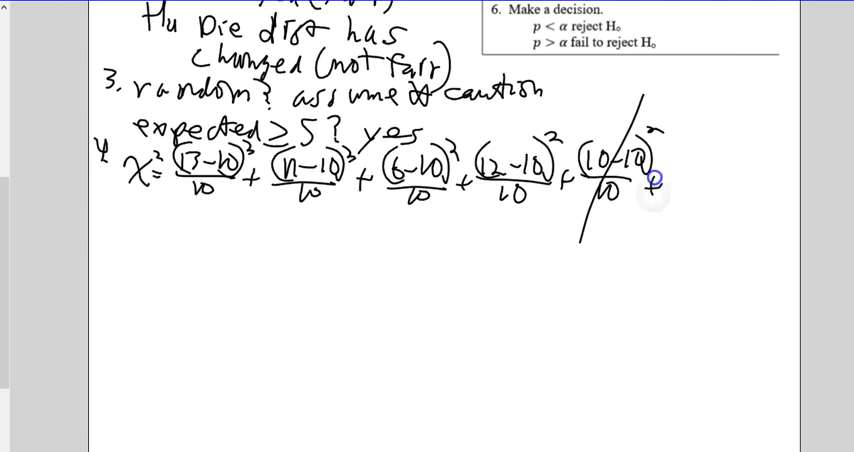 6. Make a decision.
p < α reject H₀
p > α fail to reject H₀
Die dist has
changed (not fair)
3. random? assume caution
expected ≥ 5? yes
4 χ² = (13-10)²/10 + (11-10)²/10 + (6-10)²/10 + (12-10)²/10 + (10-10)²/10 +